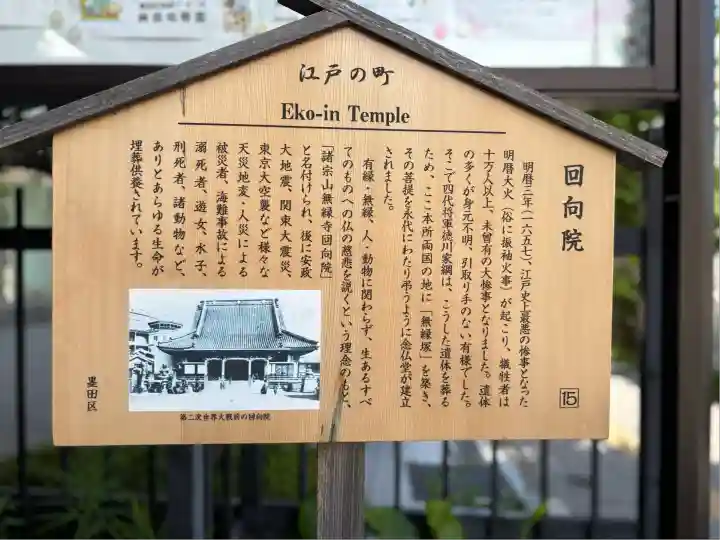 江戸の町
Eko-in Temple
回向院
明暦三年(一六五七)、江戸史上最悪の惨事となった
明暦大火(俗に振袖火事)が起こり、犠牲者は
十万人以上、未曽有の大惨事となりました。遺体
の多くが身元不明、引取り手のない有様でした。
そこで四代将軍徳川家綱は、こうした遺体を葬る
ため、ここ本所両国の地に「無縁塚」を築き、
その菩提を永代にわたり弔うように念仏堂が建立
されました。
有縁・無縁、人・動物に関わらず、生あるすべ
てのものへの仏の慈悲を説くという理念のもと、
「諸宗山無縁寺回向院」
と名付けられ、後に安政
大地震、関東大震災、
東京大空襲など様々な
天災地変・人災による
被災者、海難事故による
溺死者、遊女、水子、
刑死者、諸動物など、
ありとあらゆる生命が
埋葬供養されています。
15
第二次世界大戦前の回向院
墨田区